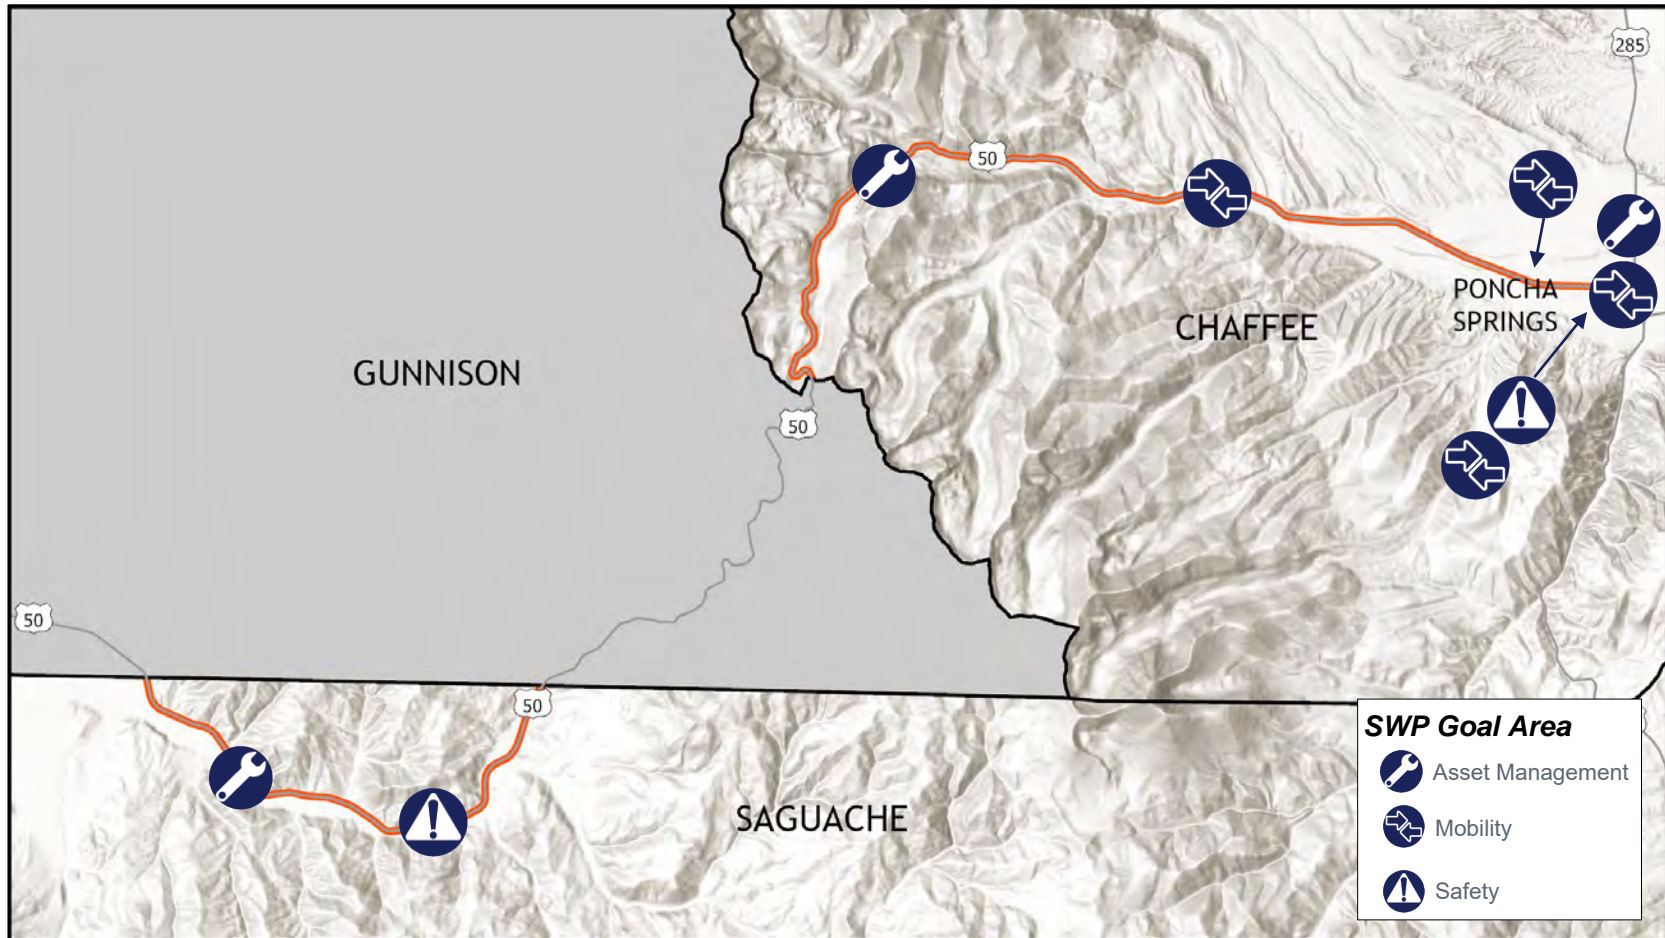 285
50
PONCHA
SPRINGS
CHAFFEE
GUNNISON
50
50
50
SAGUACHE
SWP Goal Area
Asset Management
Mobility
Safety